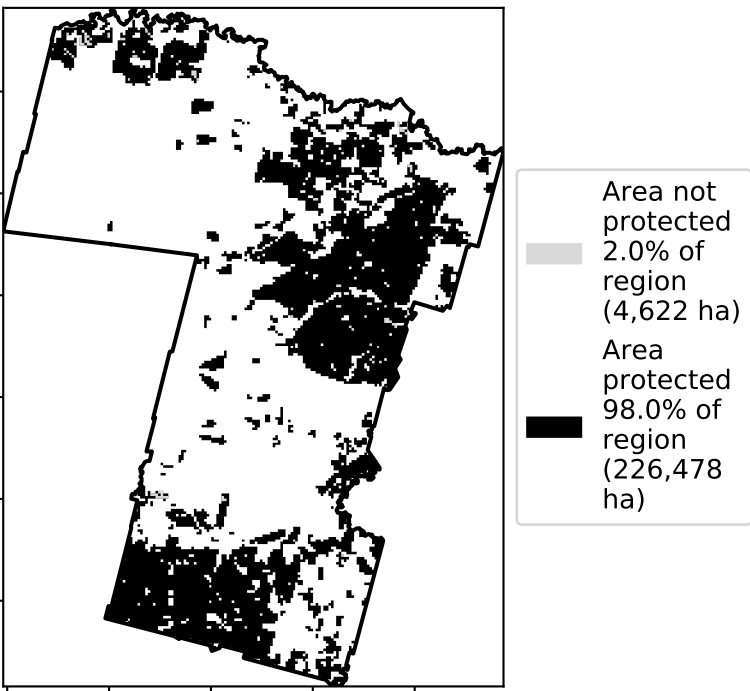 Area not
protected
2.0% of
region
(4,622 ha)
Area
protected
98.0% of
region
(226,478
ha)